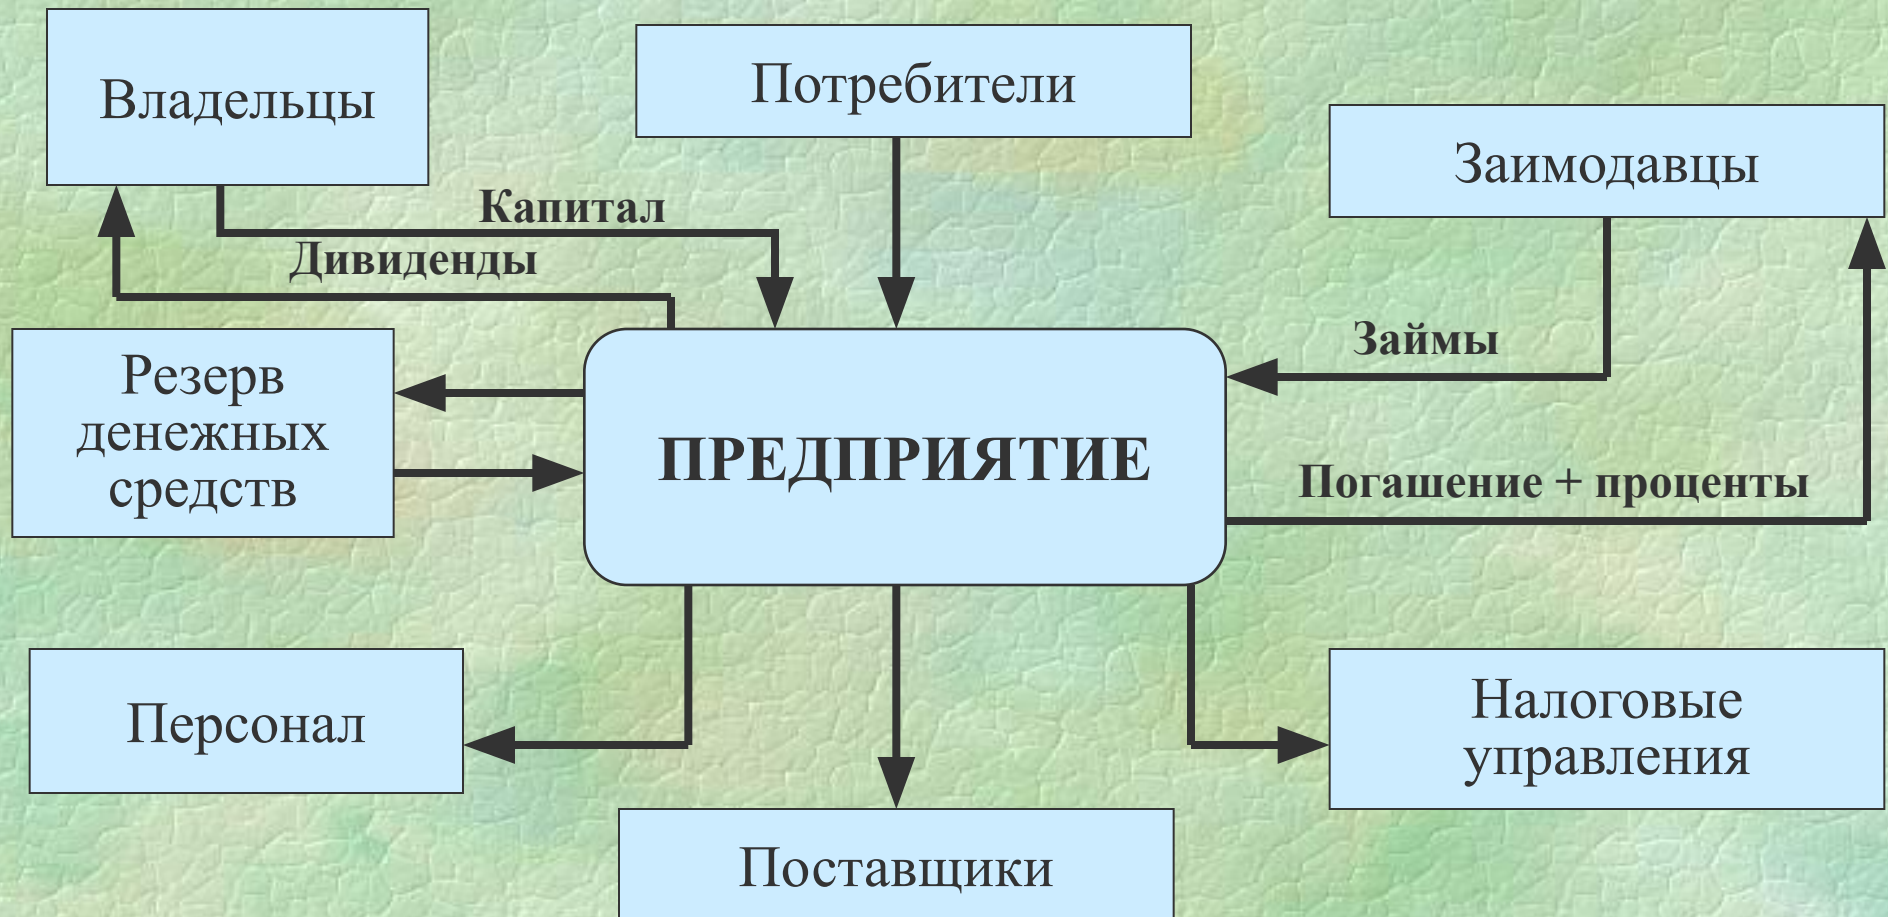 Владельцы
Потребители
Заимодавцы
Капитал
Дивиденды
Займы
Резерв
денежных
средств
ПРЕДПРИЯТИЕ
Погашение + проценты
Персонал
Налоговые
управления
Поставщики